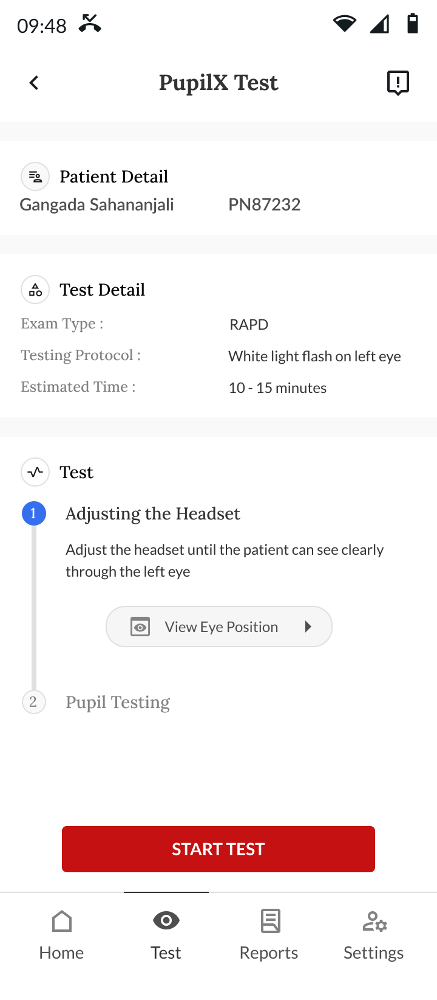 09:48
PupilX Test
Patient Detail
Gangada Sahananjali PN87232
Test Detail
Exam Type : RAPD
Testing Protocol : White light flash on left eye
Estimated Time : 10 - 15 minutes
Test
1 Adjusting the Headset
Adjust the headset until the patient can see clearly
through the left eye
View Eye Position
2 Pupil Testing
START TEST
Home Test Reports Settings